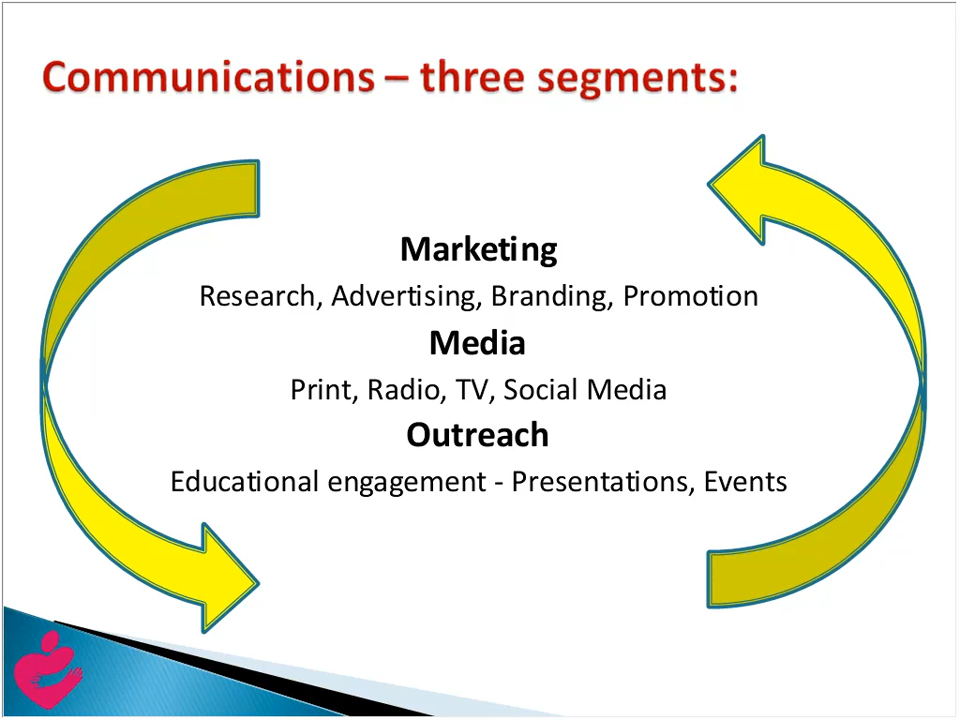 Communications – three segments:
Marketing
Research, Advertising, Branding, Promotion
Media
Print, Radio, TV, Social Media
Outreach
Educational engagement - Presentations, Events